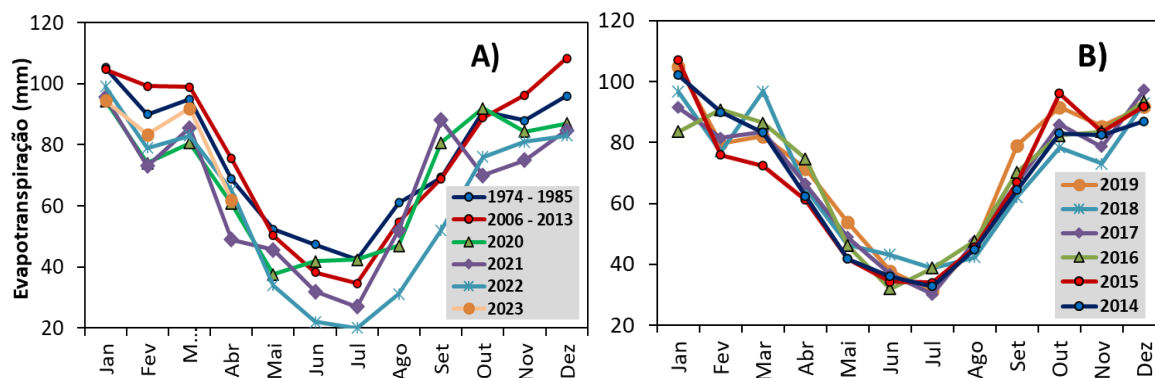 A)
Evapotranspiração (mm)
120
100
80
60
40
20
Jan
Fev
M...
Abr
Mai
Jun
Jul
Ago
Set
Out
Nov
Dez
1974 - 1985
2006 - 2013
2020
2021
2022
2023
B)
120
100
80
60
40
20
Jan
Fev
Mar
Abr
Mai
Jun
Jul
Ago
Set
Out
Nov
Dez
2019
2018
2017
2016
2015
2014